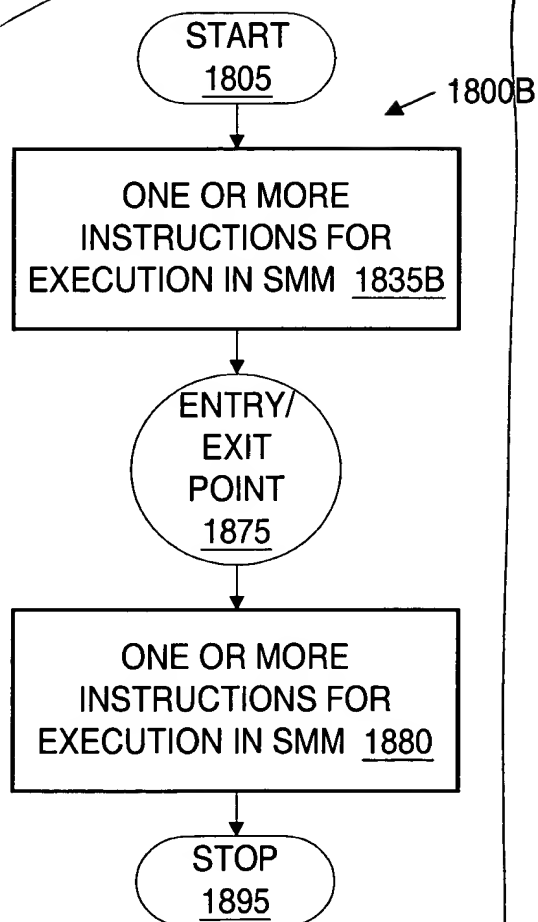 START
1805
1800B
ONE OR MORE
INSTRUCTIONS FOR
EXECUTION IN SMM 1835B
ENTRY/
EXIT
POINT
1875
ONE OR MORE
INSTRUCTIONS FOR
EXECUTION IN SMM 1880
STOP
1895